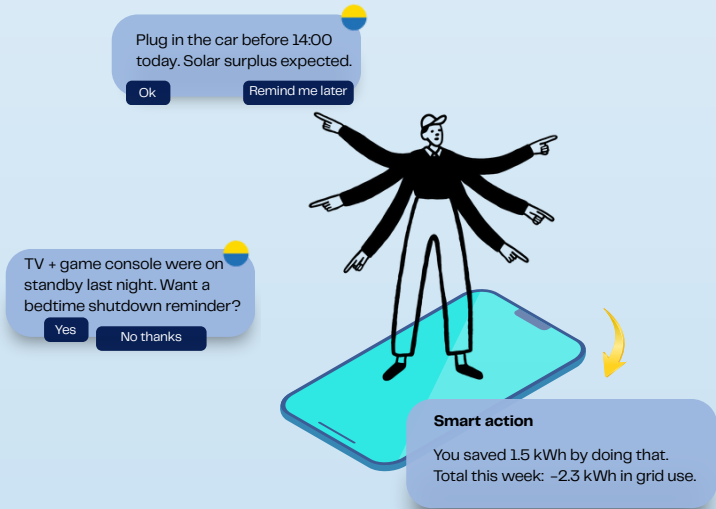 Plug in the car before 14:00
today. Solar surplus expected.
Ok
Remind me later
TV + game console were on
standby last night. Want a
bedtime shutdown reminder?
Yes
No thanks
Smart action
You saved 1.5 kWh by doing that.
Total this week: -2.3 kWh in grid use.